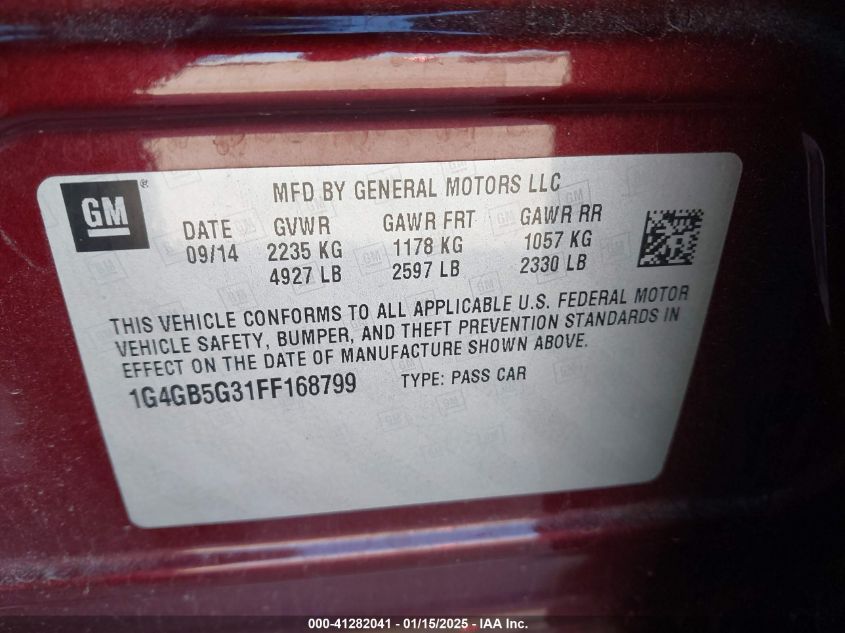 GM®
MFD BY GENERAL MOTORS LLC
DATE GVWR GAWR FRT GAWR RR
09/14 2235 KG 1178 KG 1057 KG
4927 LB 2597 LB 2330 LB
THIS VEHICLE CONFORMS TO ALL APPLICABLE U.S. FEDERAL MOTOR
VEHICLE SAFETY, BUMPER, AND THEFT PREVENTION STANDARDS IN
EFFECT ON THE DATE OF MANUFACTURE SHOWN ABOVE.
1G4GB5G31FF168799 TYPE: PASS CAR
000-41282041 - 01/15/2025 - IAA Inc.